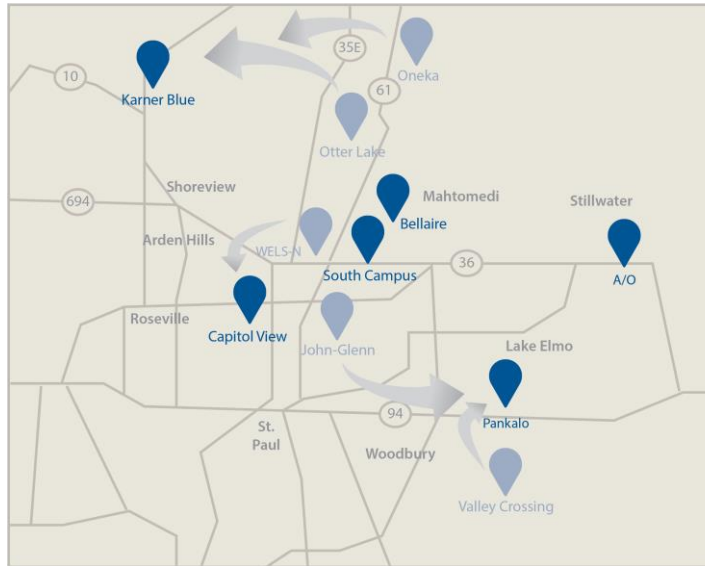 35E
Oneka
10
Karner Blue
61
Otter Lake
Shoreview
Mahtomedi
Stillwater
694
Bellaire
Arden Hills
WELS-N
South Campus
36
A/O
Roseville
Capitol View
John-Glenn
Lake Elmo
94
Pankalo
St.
Paul
Woodbury
Valley Crossing